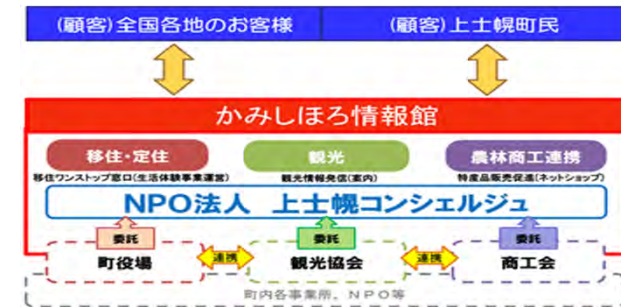 (顧客)全国各地のお客様 (顧客)上士幌町民
かみしほろ情報館
移住・定住 観光 農林商工連携
移住ワンストップ窓口(生活体験事業運営) 観光情報発信(案内) 特産品販売促進(ネットショップ)
NPO法人 上士幌コンシェルジュ
委託 委託 委託
町役場 連携 観光協会 連携 商工会
町内各事業所、NPO等